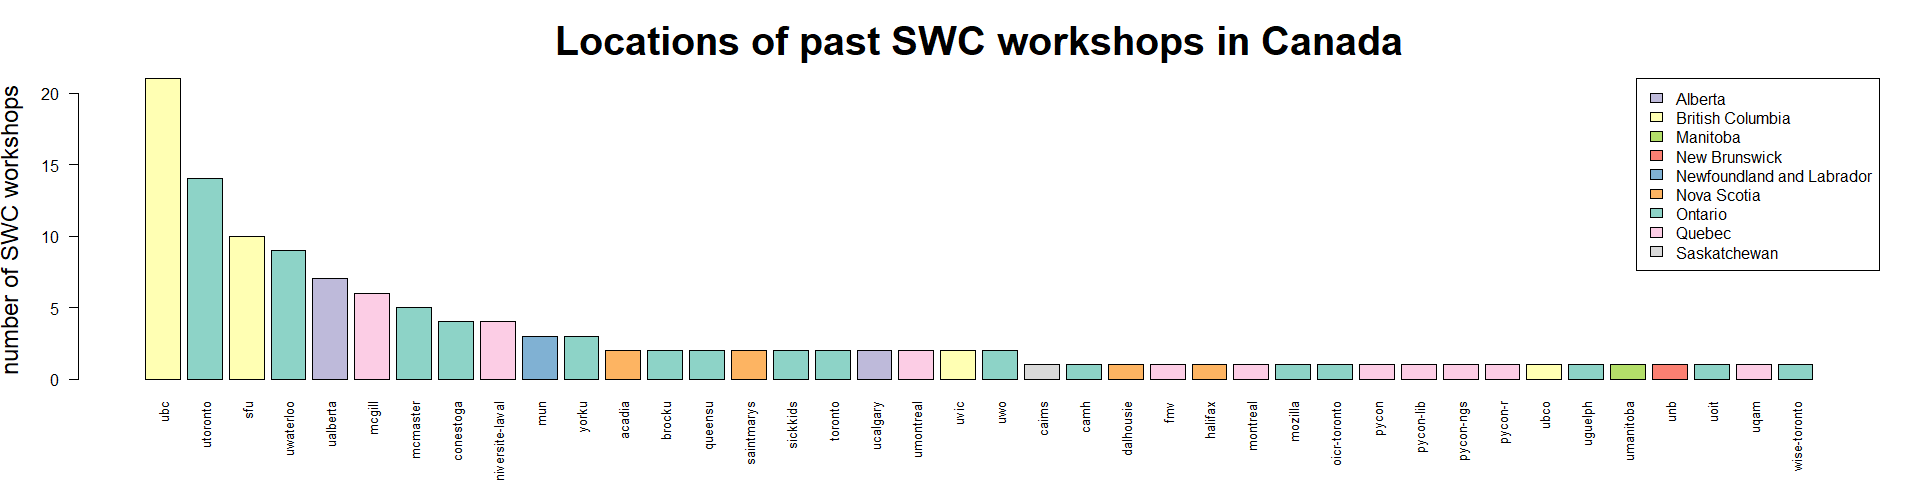 Locations of past SWC workshops in Canada
number of SWC workshops
20
15
10
5
0
Alberta
British Columbia
Manitoba
New Brunswick
Newfoundland and Labrador
Nova Scotia
Ontario
Quebec
Saskatchewan
ubc
utoronto
sfu
uwaterloo
ualberta
mcgill
mcmaster
conestoga
niversite-laval
mun
yorku
acadia
brocku
queensu
saintmarys
sickkids
toronto
ucalgary
umontreal
uvic
uwo
caims
camh
dalhousie
fmv
halifax
montreal
mozilla
oicr-toronto
pycon
pycon-lib
pycon-ngs
pycon-r
ubco
uguelph
umanitoba
unb
uoit
uqam
wise-toronto